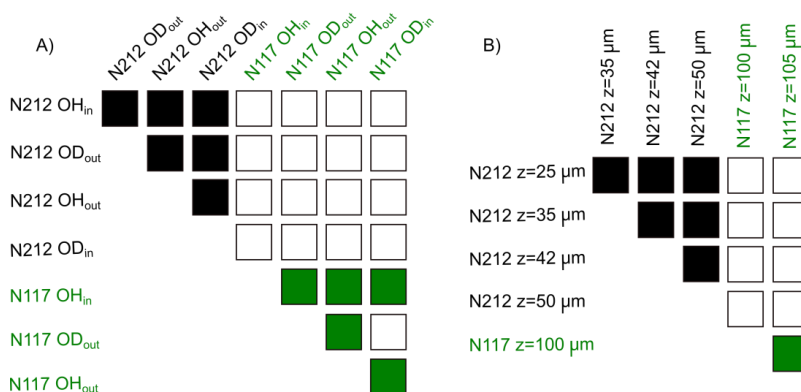 A)
N212 OD_out
N212 OH_out
N212 OD_in
N117 OH_in
N117 OD_out
N117 OH_out
N117 OD_in
N212 OH_in
N212 OD_out
N212 OH_out
N212 OD_in
N117 OH_in
N117 OD_out
N117 OH_out
B)
N212 z=35 µm
N212 z=42 µm
N212 z=50 µm
N117 z=100 µm
N117 z=105 µm
N212 z=25 µm
N212 z=35 µm
N212 z=42 µm
N212 z=50 µm
N117 z=100 µm